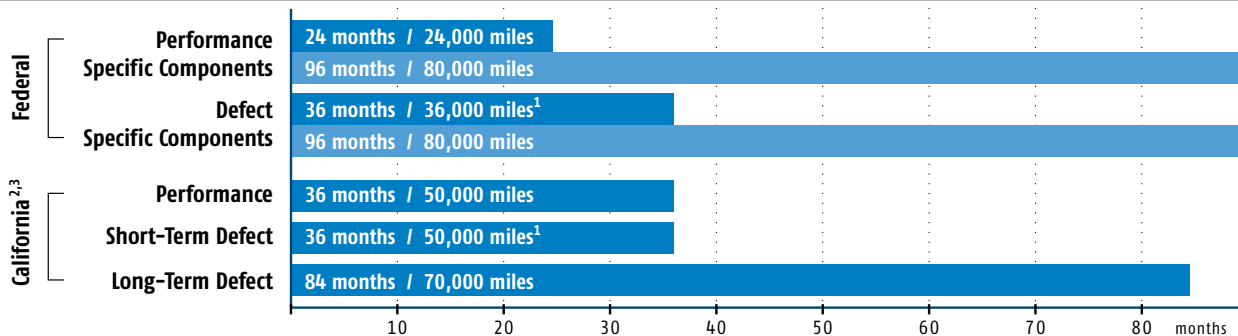 Federal
Performance 24 months / 24,000 miles
Specific Components 96 months / 80,000 miles
Defect 36 months / 36,000 miles¹
Specific Components 96 months / 80,000 miles
California²,³
Performance 36 months / 50,000 miles
Short-Term Defect 36 months / 50,000 miles¹
Long-Term Defect 84 months / 70,000 miles
10 20 30 40 50 60 70 80 months